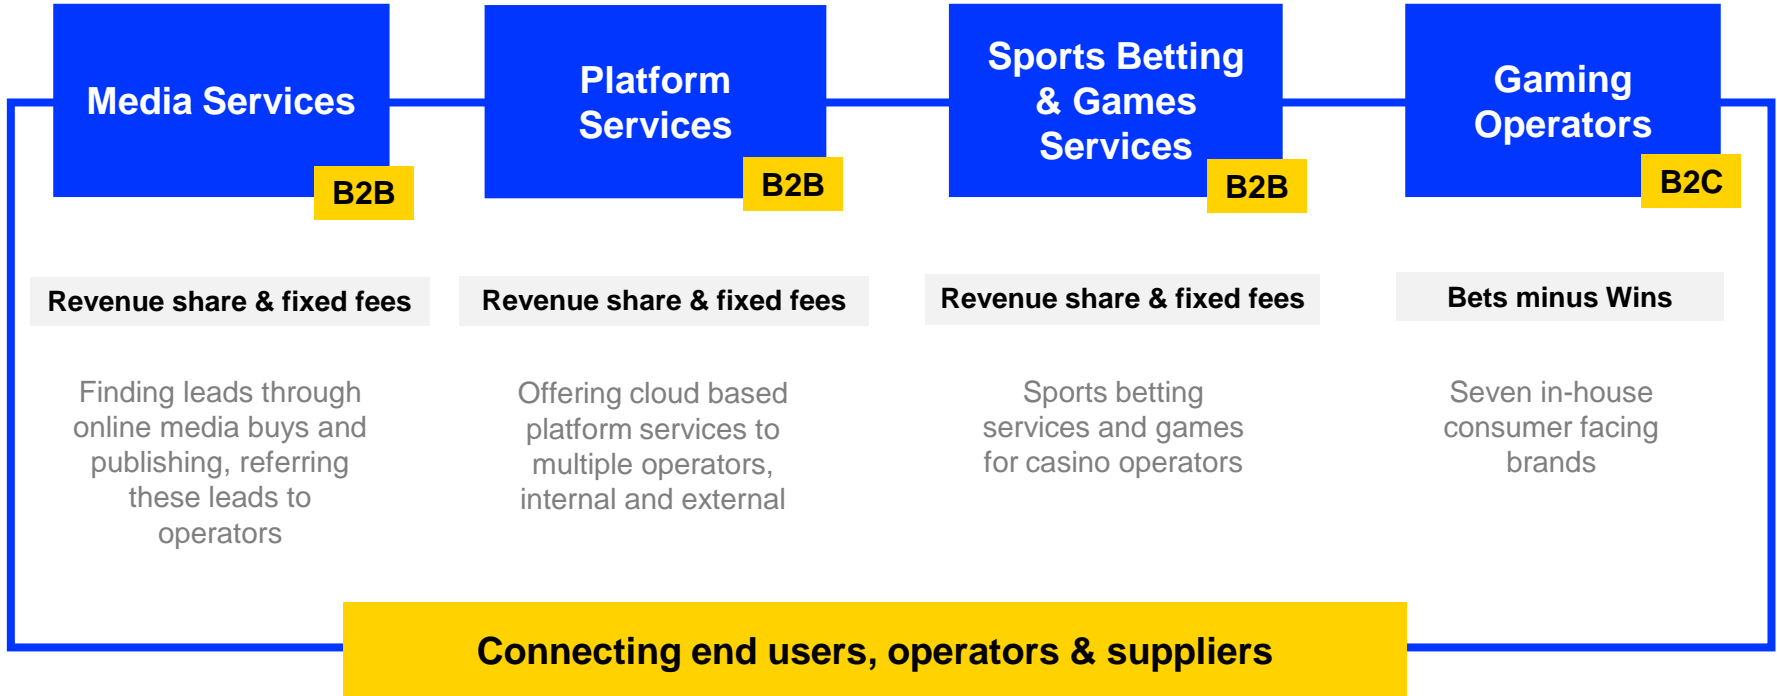 Media Services
B2B
Revenue share & fixed fees
Finding leads through
online media buys and
publishing, referring
these leads to
operators
Platform
Services
B2B
Revenue share & fixed fees
Offering cloud based
platform services to
multiple operators,
internal and external
Sports Betting
& Games
Services
B2B
Revenue share & fixed fees
Sports betting
services and games
for casino operators
Gaming
Operators
B2C
Bets minus Wins
Seven in-house
consumer facing
brands
Connecting end users, operators & suppliers